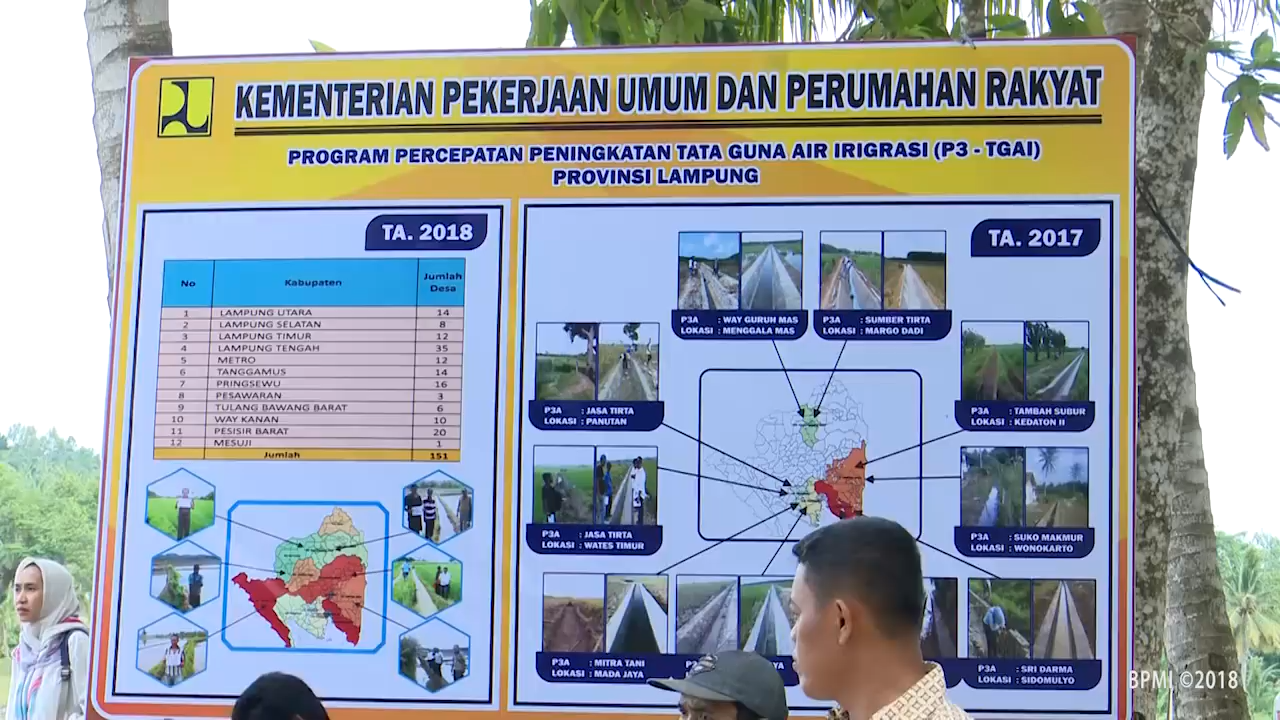 KEMENTERIAN PEKERJAAN UMUM DAN PERUMAHAN RAKYAT
PROGRAM PERCEPATAN PENINGKATAN TATA GUNA AIR IRIGRASI (P3 - TGAI)
PROVINSI LAMPUNG
TA. 2018
No Kabupaten Jumlah Desa
1 LAMPUNG UTARA 14
2 LAMPUNG SELATAN 8
3 LAMPUNG TIMUR 12
4 LAMPUNG TENGAH 35
5 METRO 12
6 TANGGAMUS 14
7 PRINGSEWU 16
8 PESAWARAN 3
9 TULANG BAWANG BARAT 6
10 WAY KANAN 10
11 PESISIR BARAT 20
12 MESUJI 1
Jumlah 151
TA. 2017
P3A : WAY GURUH MAS
LOKASI : MENGGALA MAS
P3A : SUMBER TIRTA
LOKASI : MARGO DADI
P3A : JASA TIRTA
LOKASI : PANUTAN
P3A : TAMBAH SUBUR
LOKASI : KEDATON II
P3A : JASA TIRTA
LOKASI : WATES TIMUR
P3A : SUKO MAKMUR
LOKASI : WONOKARTO
P3A : MITRA TANI
LOKASI : MADA JAYA
P3A : SRI DARMA
LOKASI : SIDOMULYO
BPMI ©2018